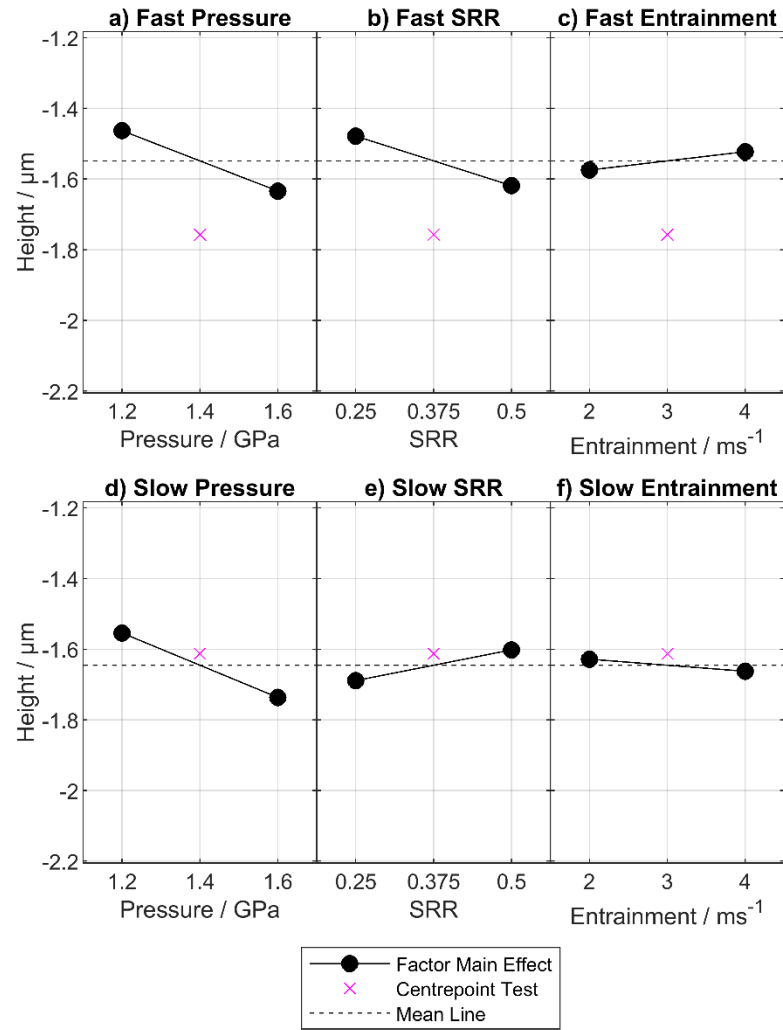 a) Fast Pressure
b) Fast SRR
c) Fast Entrainment
-1.2
-1.4
-1.6
-1.8
-2
-2.2
Height / µm
1.2 1.4 1.6
0.25 0.375 0.5
2 3 4
Pressure / GPa
SRR
Entrainment / ms⁻¹
d) Slow Pressure
e) Slow SRR
f) Slow Entrainment
-1.2
-1.4
-1.6
-1.8
-2
-2.2
Height / µm
1.2 1.4 1.6
0.25 0.375 0.5
2 3 4
Pressure / GPa
SRR
Entrainment / ms⁻¹
Factor Main Effect
Centrepoint Test
Mean Line